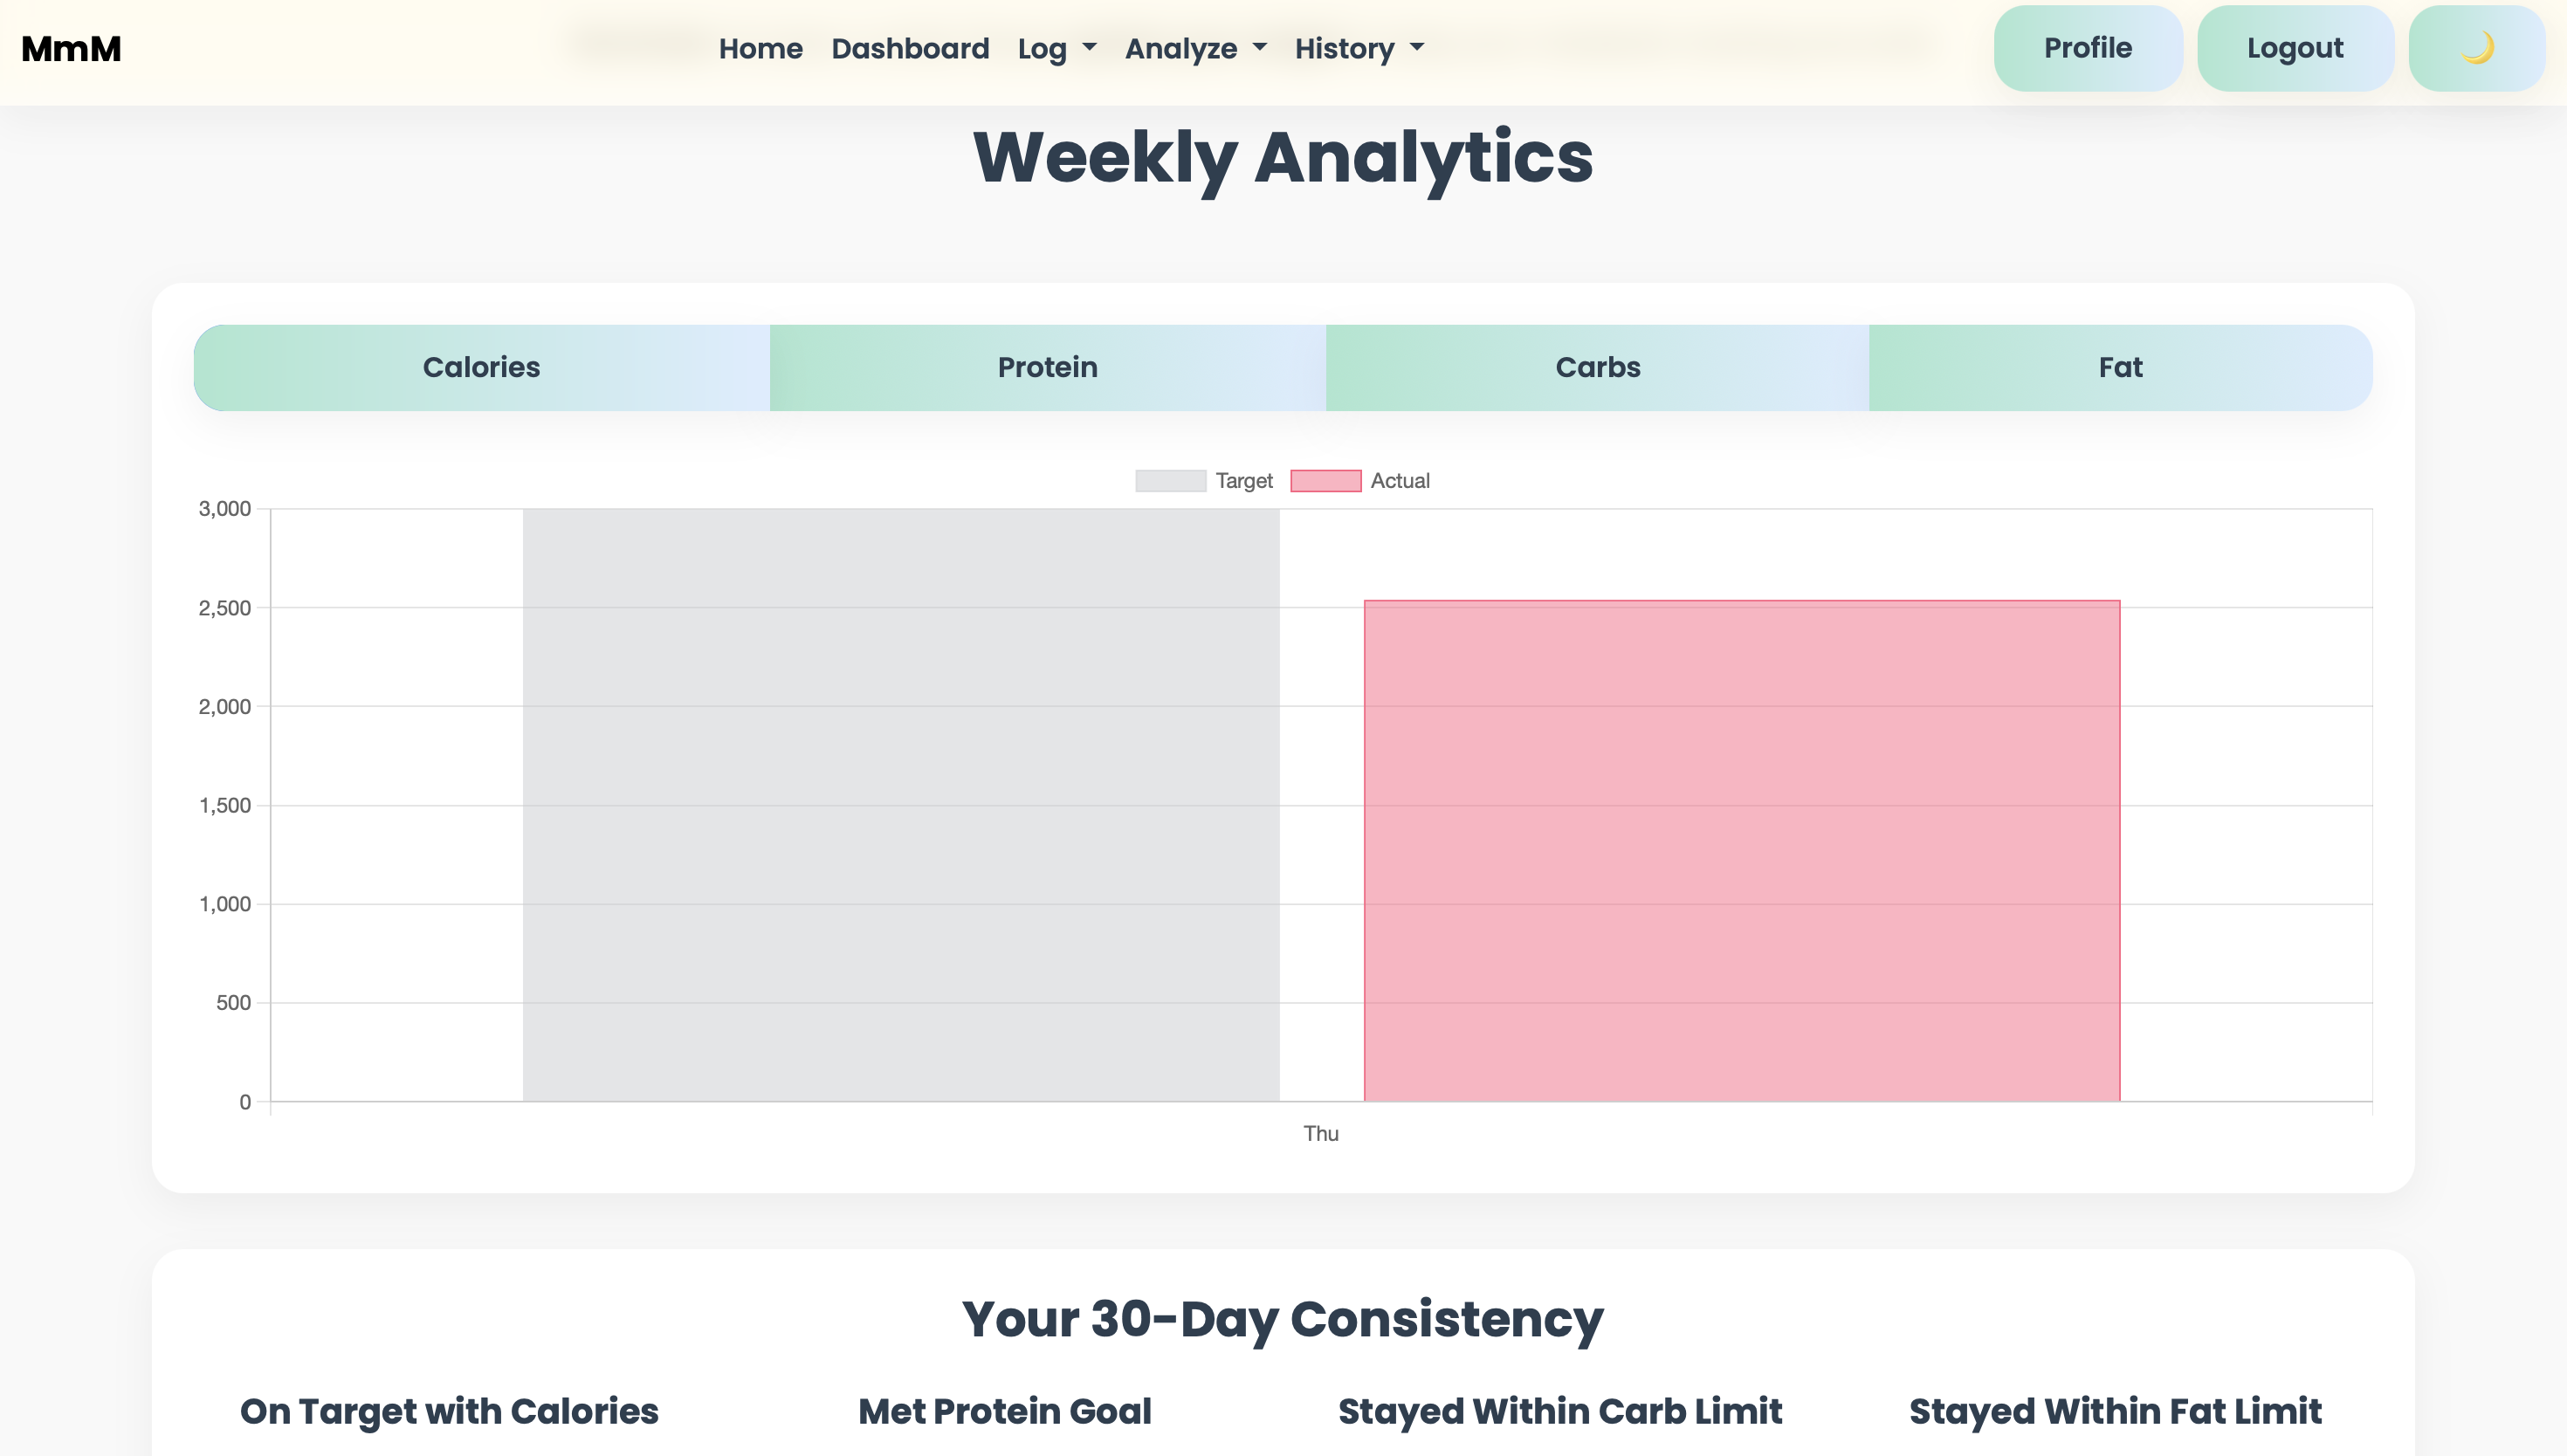 MmM Home Dashboard Log Analyze History Profile Logout
Weekly Analytics
Calories Protein Carbs Fat
Target Actual
3,000
2,500
2,000
1,500
1,000
500
0
Thu
Your 30-Day Consistency
On Target with Calories Met Protein Goal Stayed Within Carb Limit Stayed Within Fat Limit